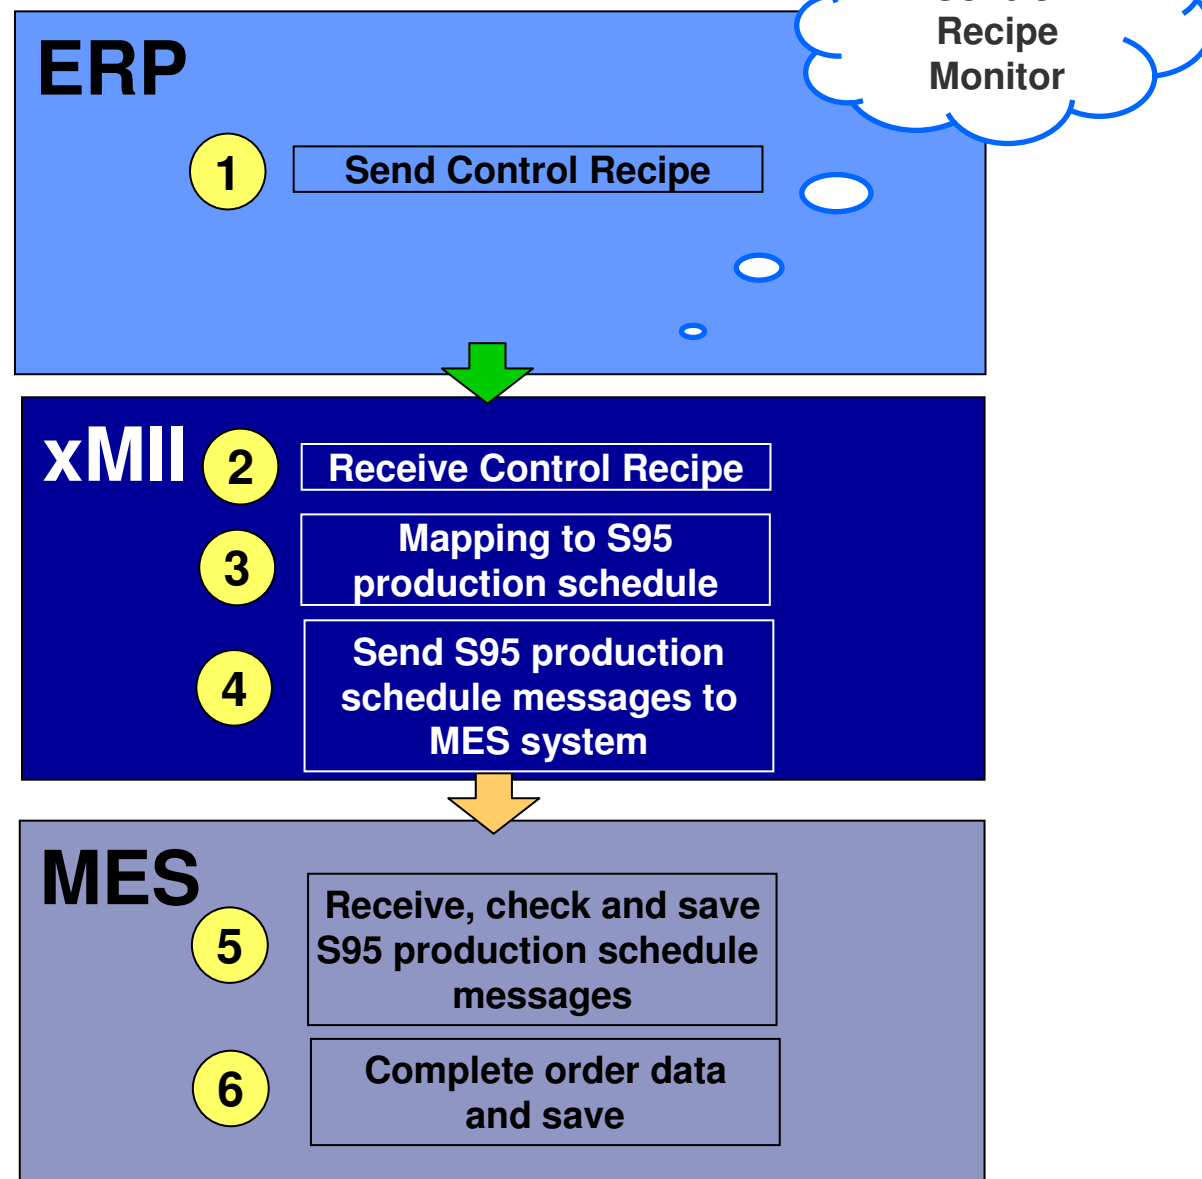 Recipe
Monitor
ERP
1
Send Control Recipe
xMII
2
Receive Control Recipe
3
Mapping to S95
production schedule
4
Send S95 production
schedule messages to
MES system
MES
5
Receive, check and save
S95 production schedule
messages
6
Complete order data
and save